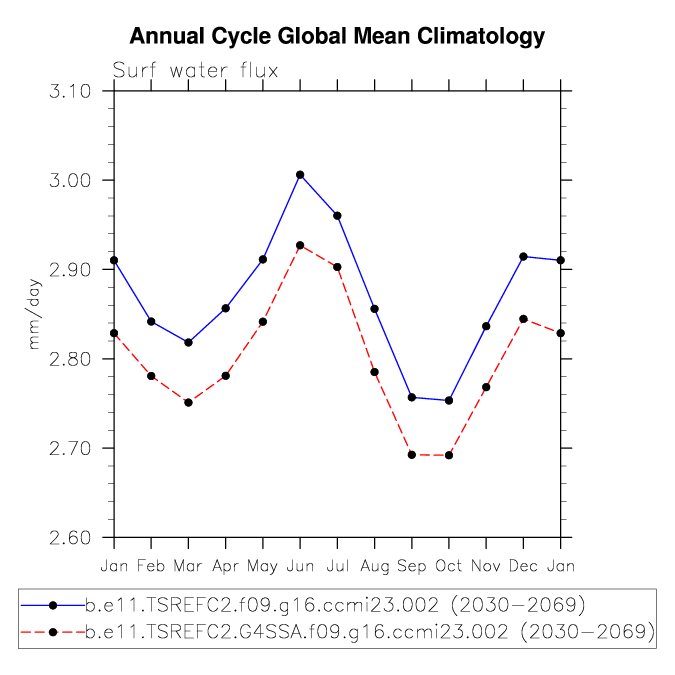 Annual Cycle Global Mean Climatology
Surf water flux
3.10
3.00
2.90
2.80
2.70
2.60
mm/day
Jan Feb Mar Apr May Jun Jul Aug Sep Oct Nov Dec Jan
b.e11.TSREFC2.f09.g16.ccmi23.002 (2030-2069)
b.e11.TSREFC2.G4SSA.f09.g16.ccmi23.002 (2030-2069)